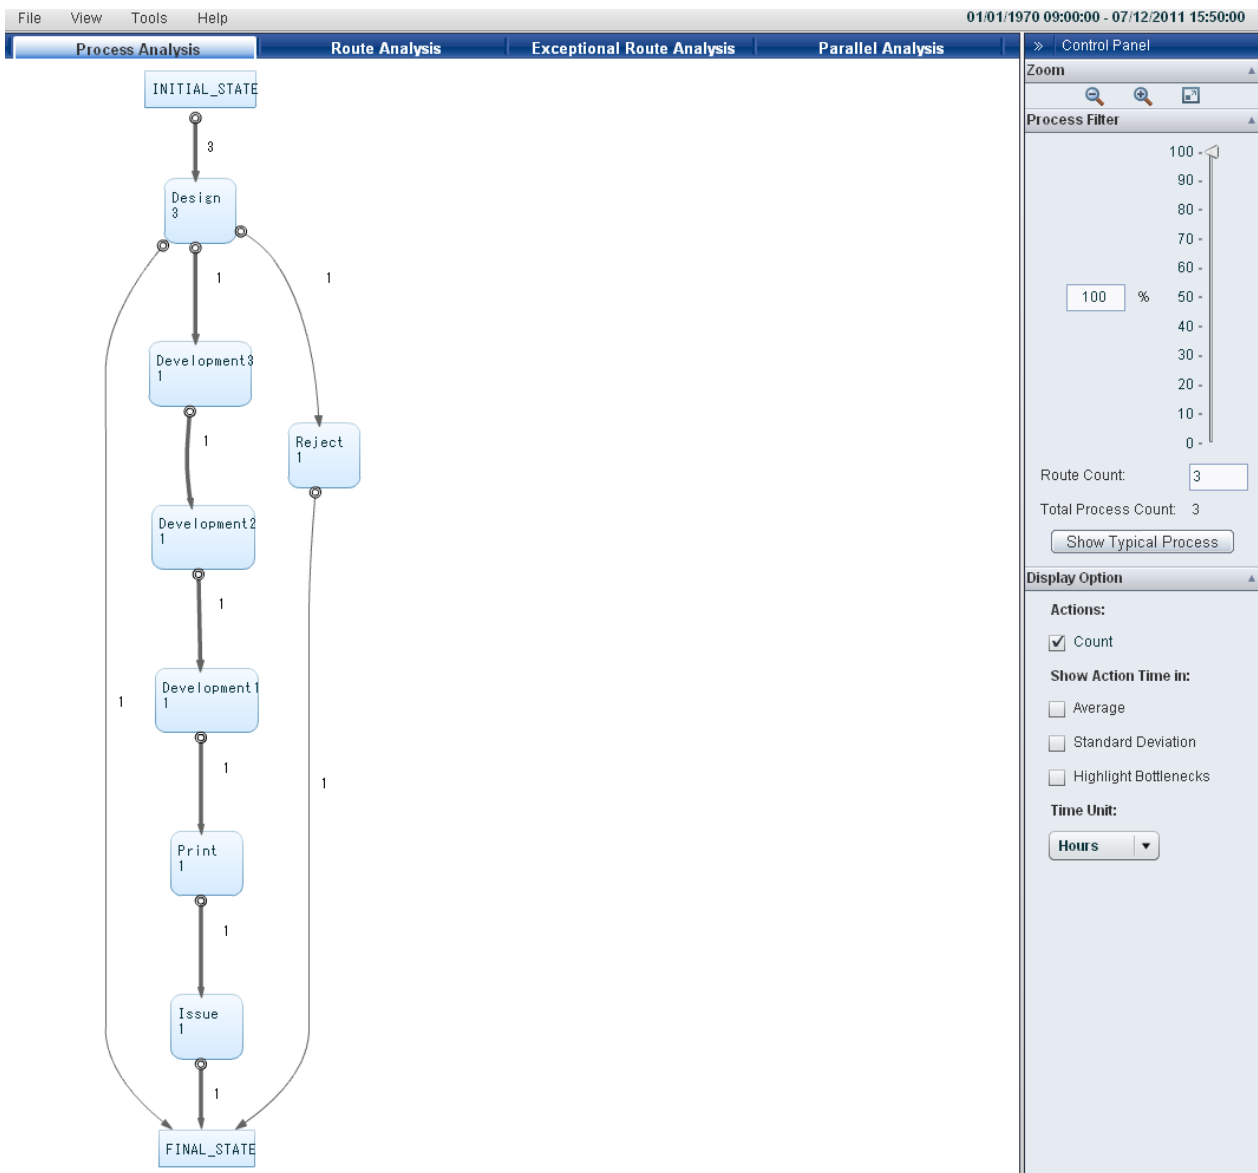 File View Tools Help 01/01/1970 09:00:00 - 07/12/2011 15:50:00
Process Analysis Route Analysis Exceptional Route Analysis Parallel Analysis » Control Panel
INITIAL_STATE
3
Design
3
1 1
Development3
1
1
Reject
1
Development2
1
1
Development1
1
1
1
1
Print
1
1
Issue
1
1
FINAL_STATE
Zoom
Process Filter
100 -
90 -
80 -
70 -
60 -
100 % 50 -
40 -
30 -
20 -
10 -
0 -
Route Count: 3
Total Process Count: 3
Show Typical Process
Display Option
Actions:
Count
Show Action Time in:
Average
Standard Deviation
Highlight Bottlenecks
Time Unit:
Hours